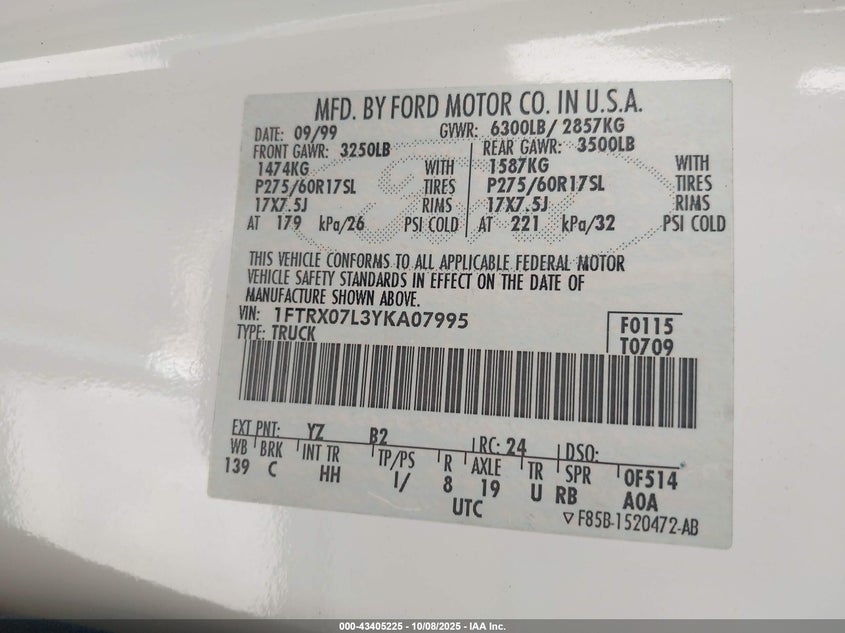 MFD. BY FORD MOTOR CO. IN U.S.A.
DATE: 09/99 GVWR: 6300LB/ 2857KG
FRONT GAWR: 3250LB REAR GAWR: 3500LB
1474KG WITH 1587KG WITH
P275/60R17SL TIRES P275/60R17SL TIRES
17X7.5J RIMS 17X7.5J RIMS
AT 179 kPa/26 PSI COLD AT 221 kPa/32 PSI COLD
THIS VEHICLE CONFORMS TO ALL APPLICABLE FEDERAL MOTOR
VEHICLE SAFETY STANDARDS IN EFFECT ON THE DATE OF
MANUFACTURE SHOWN ABOVE.
VIN: 1FTRX07L3YKA07995 F0115
TYPE: TRUCK T0709
EXT PNT: YZ B2 RC: 24 DSO:
WB BRK INT TR TP/PS R AXLE TR SPR 0F514
139 C HH I/ 8 19 U RB A0A
UTC ▽ F85B-1520472-AB
000-43405225 - 10/08/2025 - IAA Inc.